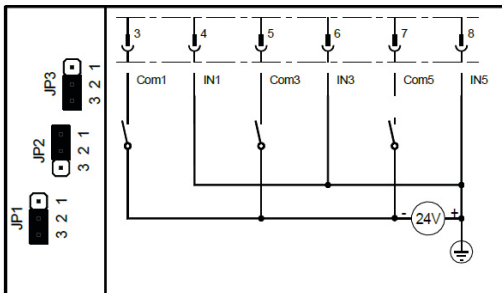 3 4 5 6 7 8
Com1 IN1 Com3 IN3 Com5 IN5
JP3
3 2 1
JP2
3 2 1
JP1
3 2 1
- 24V +